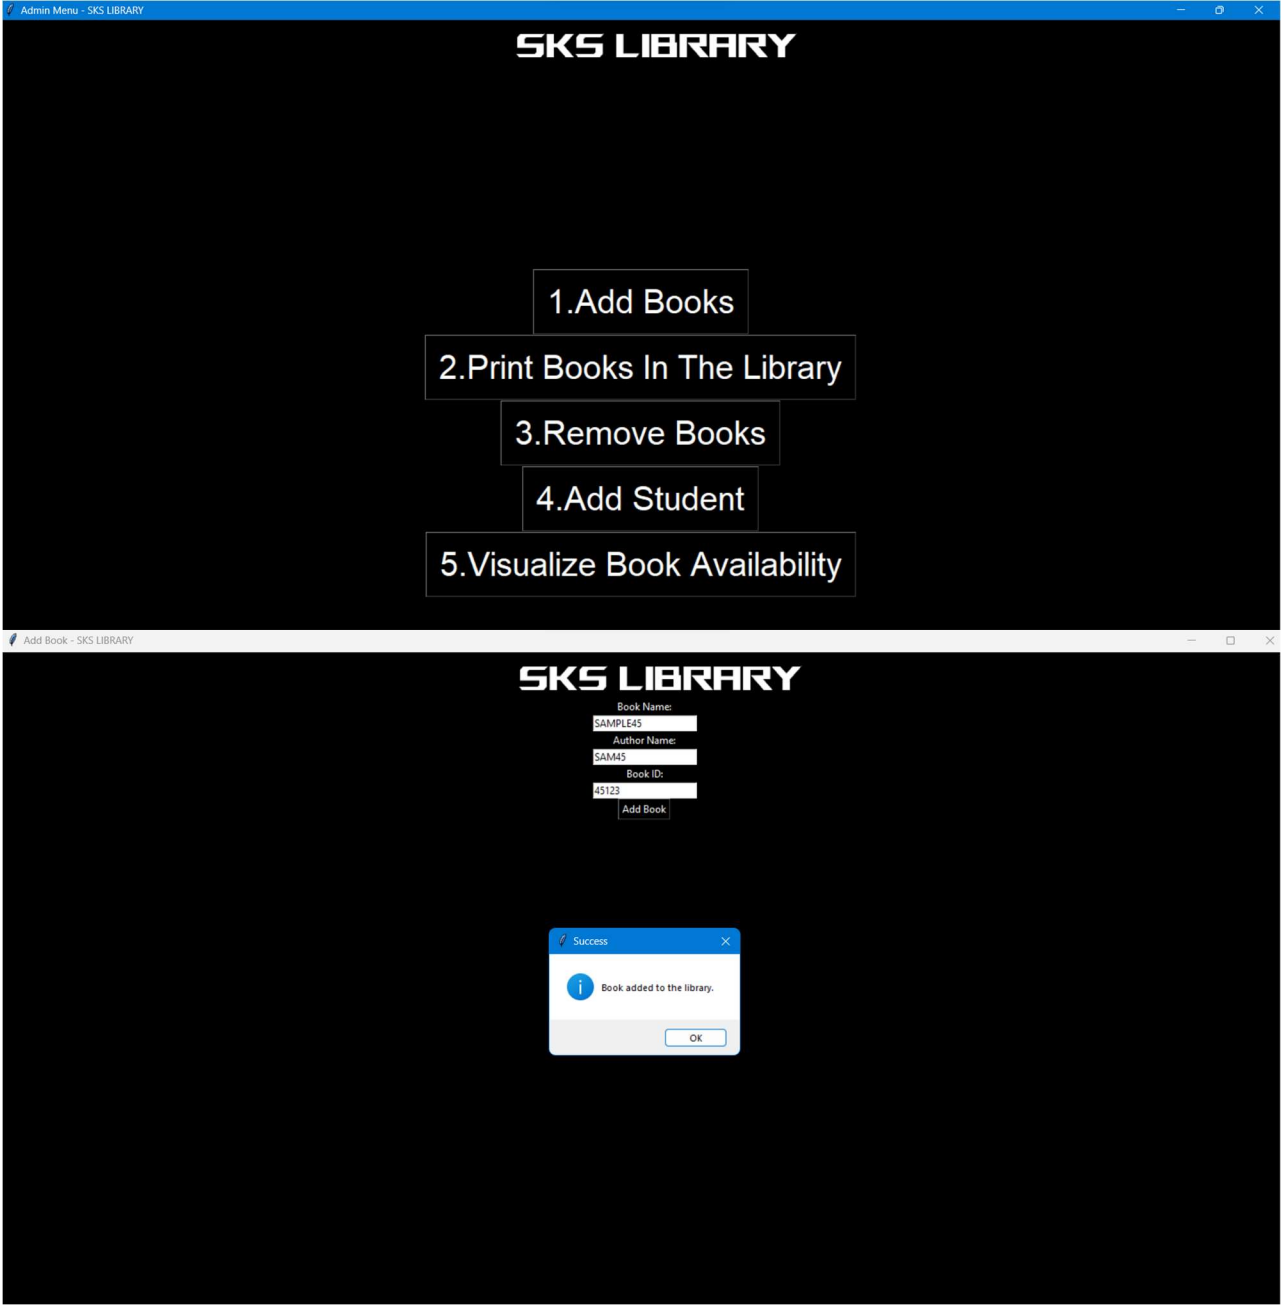 Admin Menu - SKS LIBRARY
SKS LIBRARY
1.Add Books
2.Print Books In The Library
3.Remove Books
4.Add Student
5.Visualize Book Availability
Add Book - SKS LIBRARY
SKS LIBRARY
Book Name:
SAMPLE45
Author Name:
SAM45
Book ID:
45123
Add Book
Success
Book added to the library.
OK